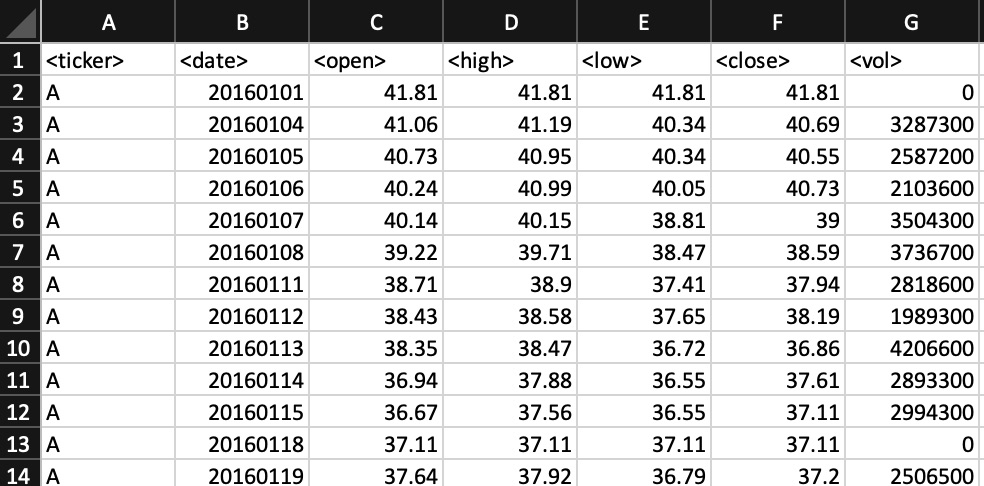 A B C D E F G
1 <ticker> <date> <open> <high> <low> <close> <vol>
2 A 20160101 41.81 41.81 41.81 41.81 0
3 A 20160104 41.06 41.19 40.34 40.69 3287300
4 A 20160105 40.73 40.95 40.34 40.55 2587200
5 A 20160106 40.24 40.99 40.05 40.73 2103600
6 A 20160107 40.14 40.15 38.81 39 3504300
7 A 20160108 39.22 39.71 38.47 38.59 3736700
8 A 20160111 38.71 38.9 37.41 37.94 2818600
9 A 20160112 38.43 38.58 37.65 38.19 1989300
10 A 20160113 38.35 38.47 36.72 36.86 4206600
11 A 20160114 36.94 37.88 36.55 37.61 2893300
12 A 20160115 36.67 37.56 36.55 37.11 2994300
13 A 20160118 37.11 37.11 37.11 37.11 0
14 A 20160119 37.64 37.92 36.79 37.2 2506500